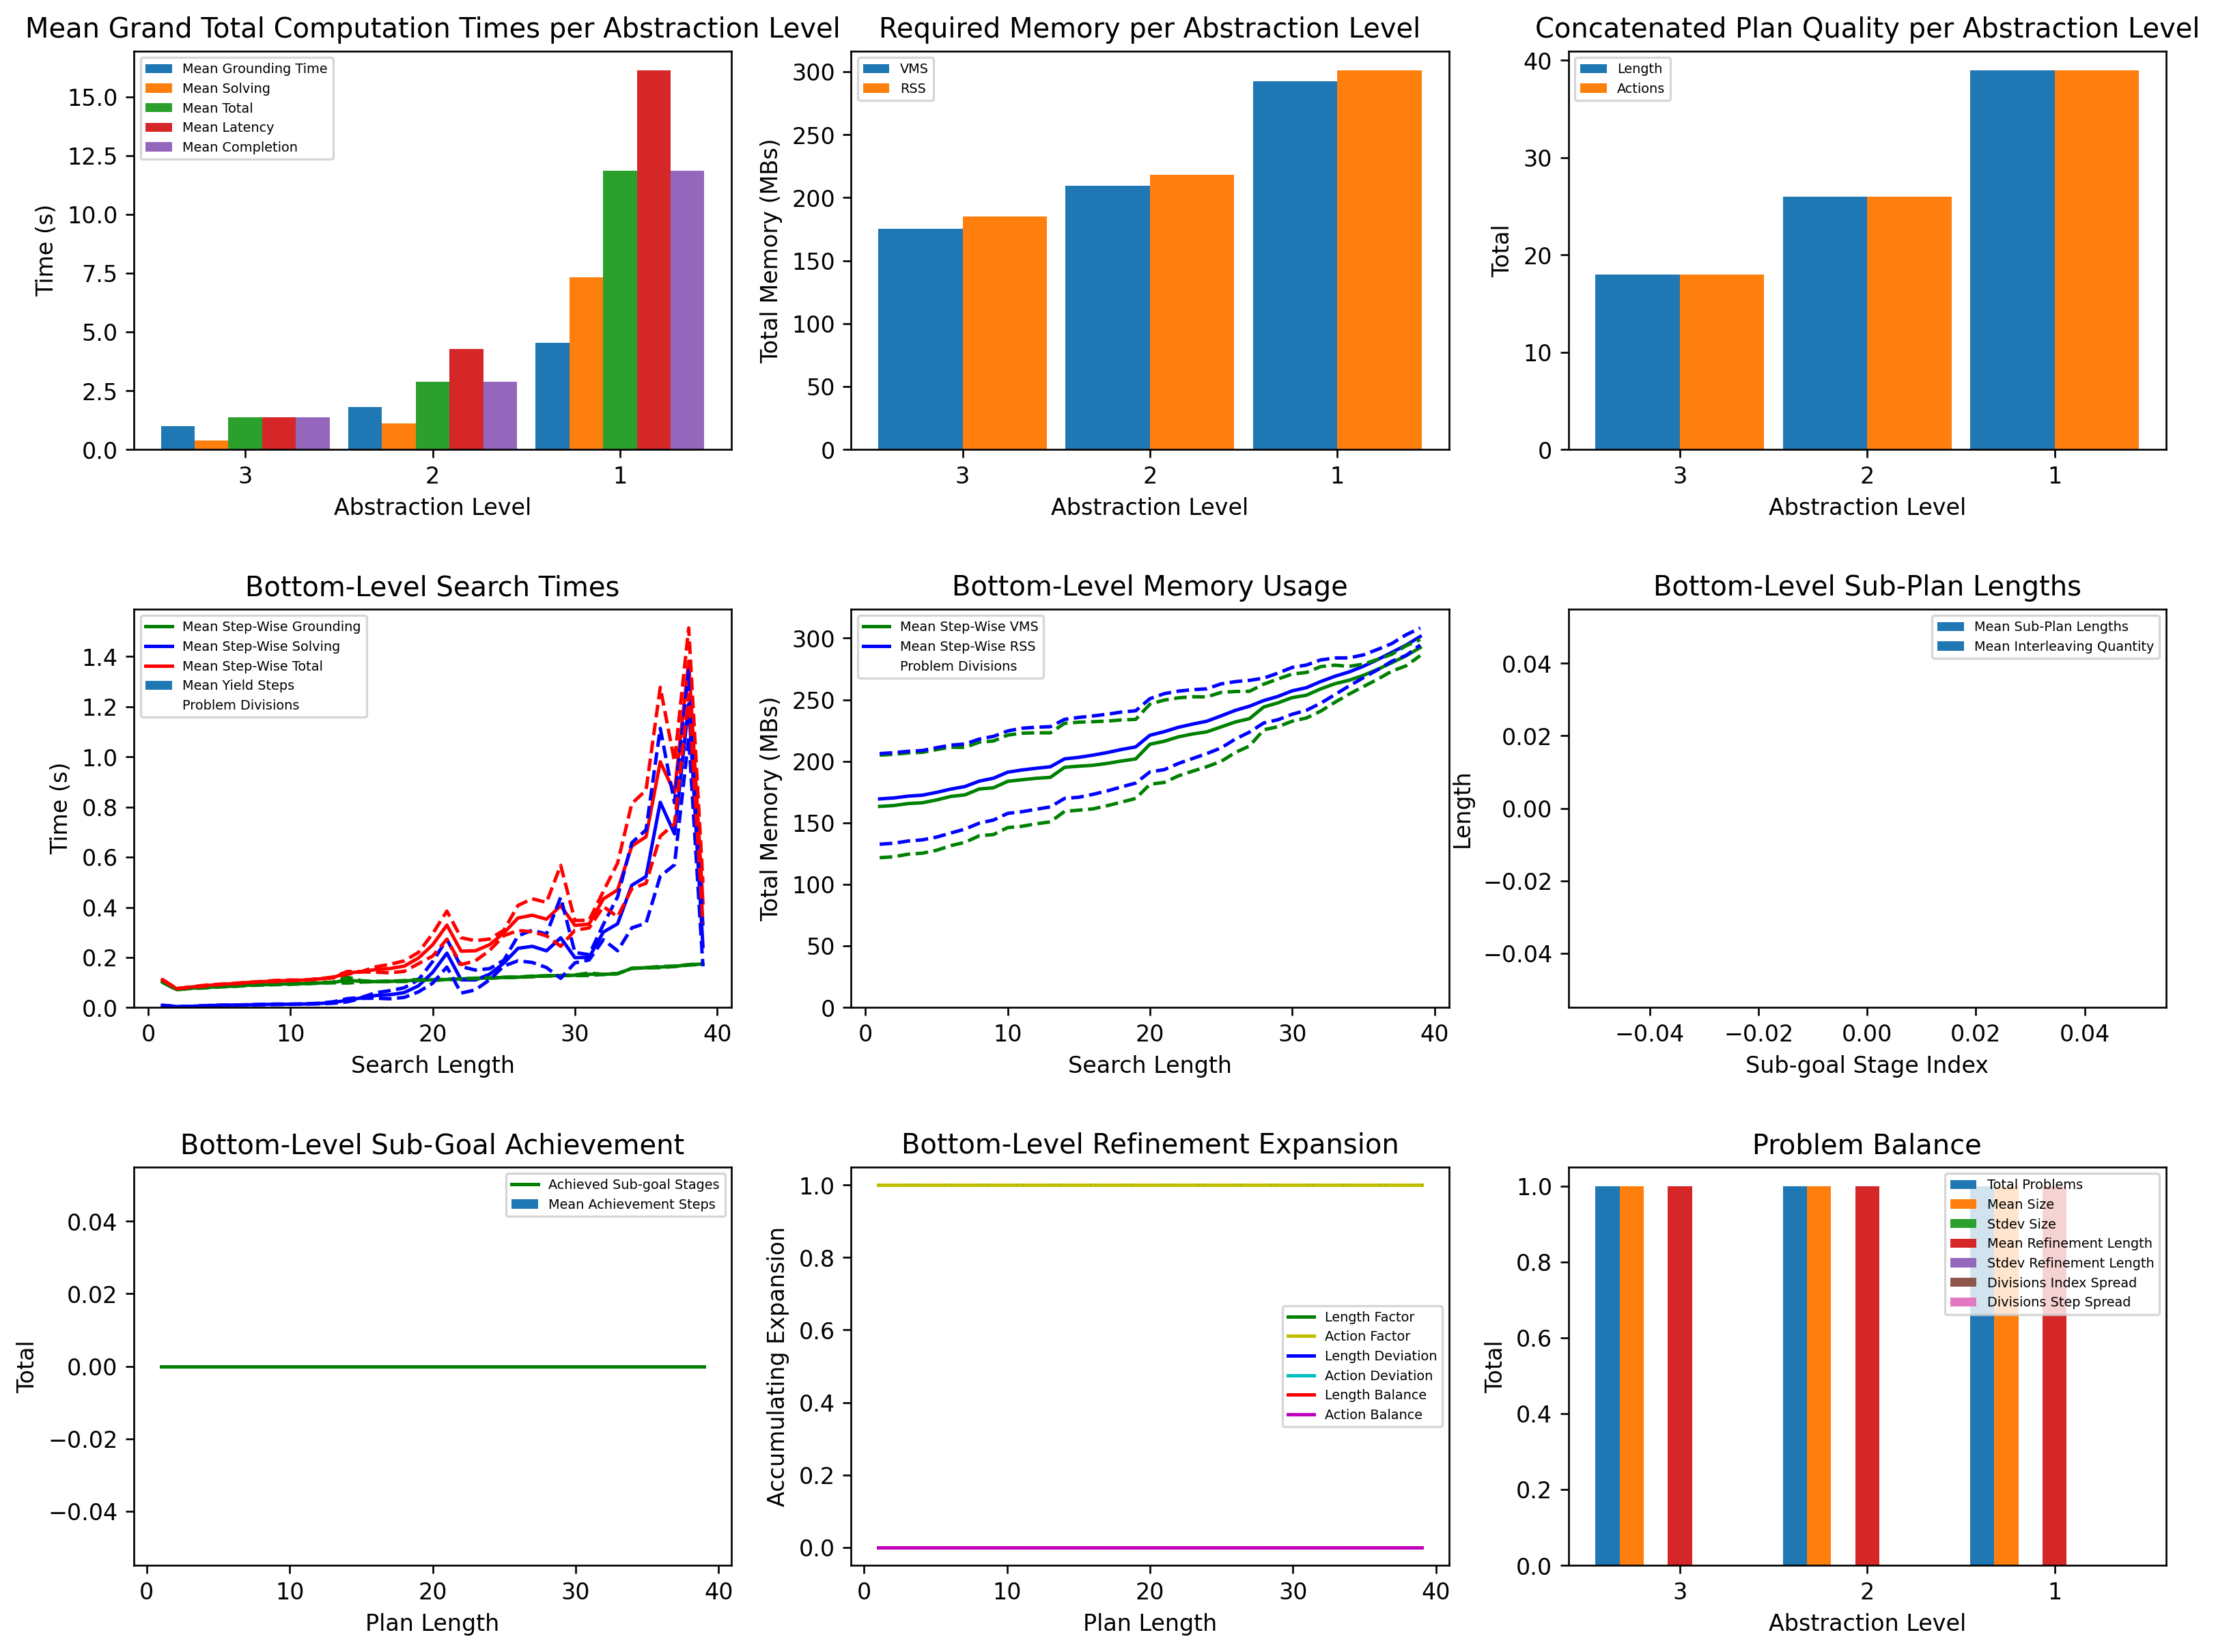 Mean Grand Total Computation Times per Abstraction Level
Mean Grounding Time
Mean Solving
Mean Total
Mean Latency
Mean Completion
15.0
12.5
10.0
7.5
5.0
2.5
0.0
Time (s)
3 2 1
Abstraction Level
Required Memory per Abstraction Level
VMS
RSS
300
250
200
150
100
50
0
Total Memory (MBs)
3 2 1
Abstraction Level
Concatenated Plan Quality per Abstraction Level
Length
Actions
40
30
20
10
0
Total
3 2 1
Abstraction Level
Bottom-Level Search Times
Mean Step-Wise Grounding
Mean Step-Wise Solving
Mean Step-Wise Total
Mean Yield Steps
Problem Divisions
1.4
1.2
1.0
0.8
0.6
0.4
0.2
0.0
Time (s)
0 10 20 30 40
Search Length
Bottom-Level Memory Usage
Mean Step-Wise VMS
Mean Step-Wise RSS
Problem Divisions
300
250
200
150
100
50
0
Total Memory (MBs)
0 10 20 30 40
Search Length
Bottom-Level Sub-Plan Lengths
Mean Sub-Plan Lengths
Mean Interleaving Quantity
0.04
0.02
0.00
−0.02
−0.04
Length
−0.04 −0.02 0.00 0.02 0.04
Sub-goal Stage Index
Bottom-Level Sub-Goal Achievement
Achieved Sub-goal Stages
Mean Achievement Steps
0.04
0.02
0.00
−0.02
−0.04
Total
0 10 20 30 40
Plan Length
Bottom-Level Refinement Expansion
1.0
0.8
0.6
0.4
0.2
0.0
Accumulating Expansion
Length Factor
Action Factor
Length Deviation
Action Deviation
Length Balance
Action Balance
0 10 20 30 40
Plan Length
Problem Balance
Total Problems
Mean Size
Stdev Size
Mean Refinement Length
Stdev Refinement Length
Divisions Index Spread
Divisions Step Spread
1.0
0.8
0.6
0.4
0.2
0.0
Total
3 2 1
Abstraction Level